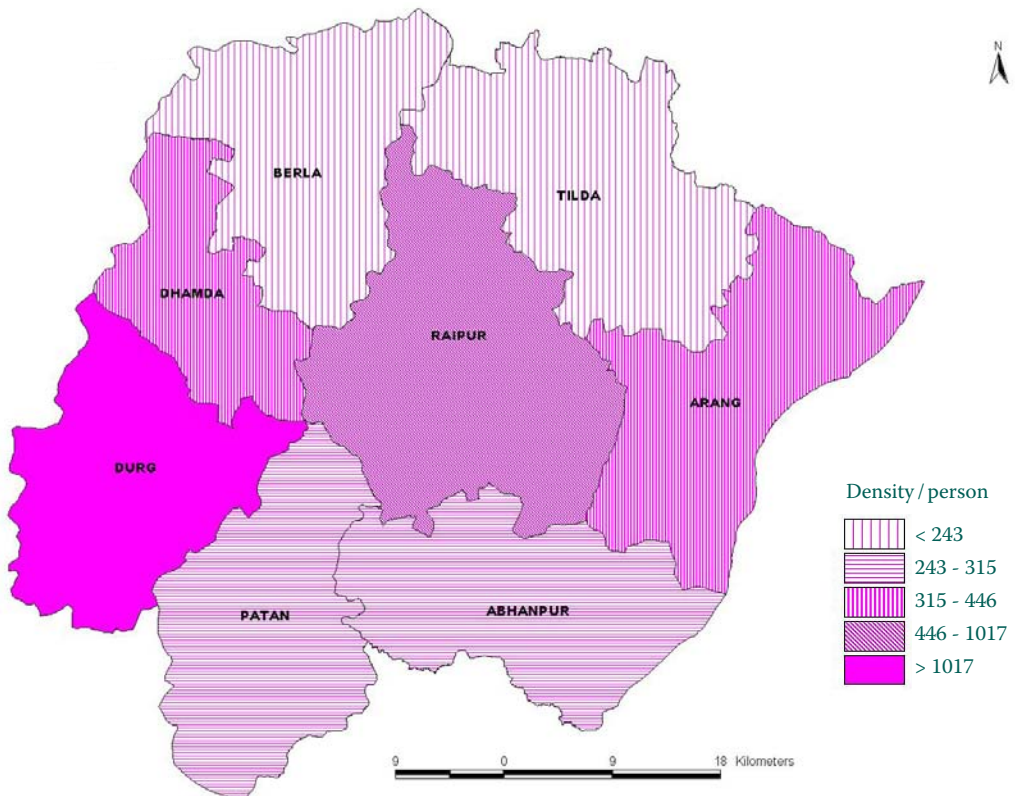 N
BERLA
TILDA
DHAMDA
RAIPUR
ARANG
DURG
PATAN
ABHANPUR
Density / person
< 243
243 - 315
315 - 446
446 - 1017
> 1017
9 0 9 18 Kilometers